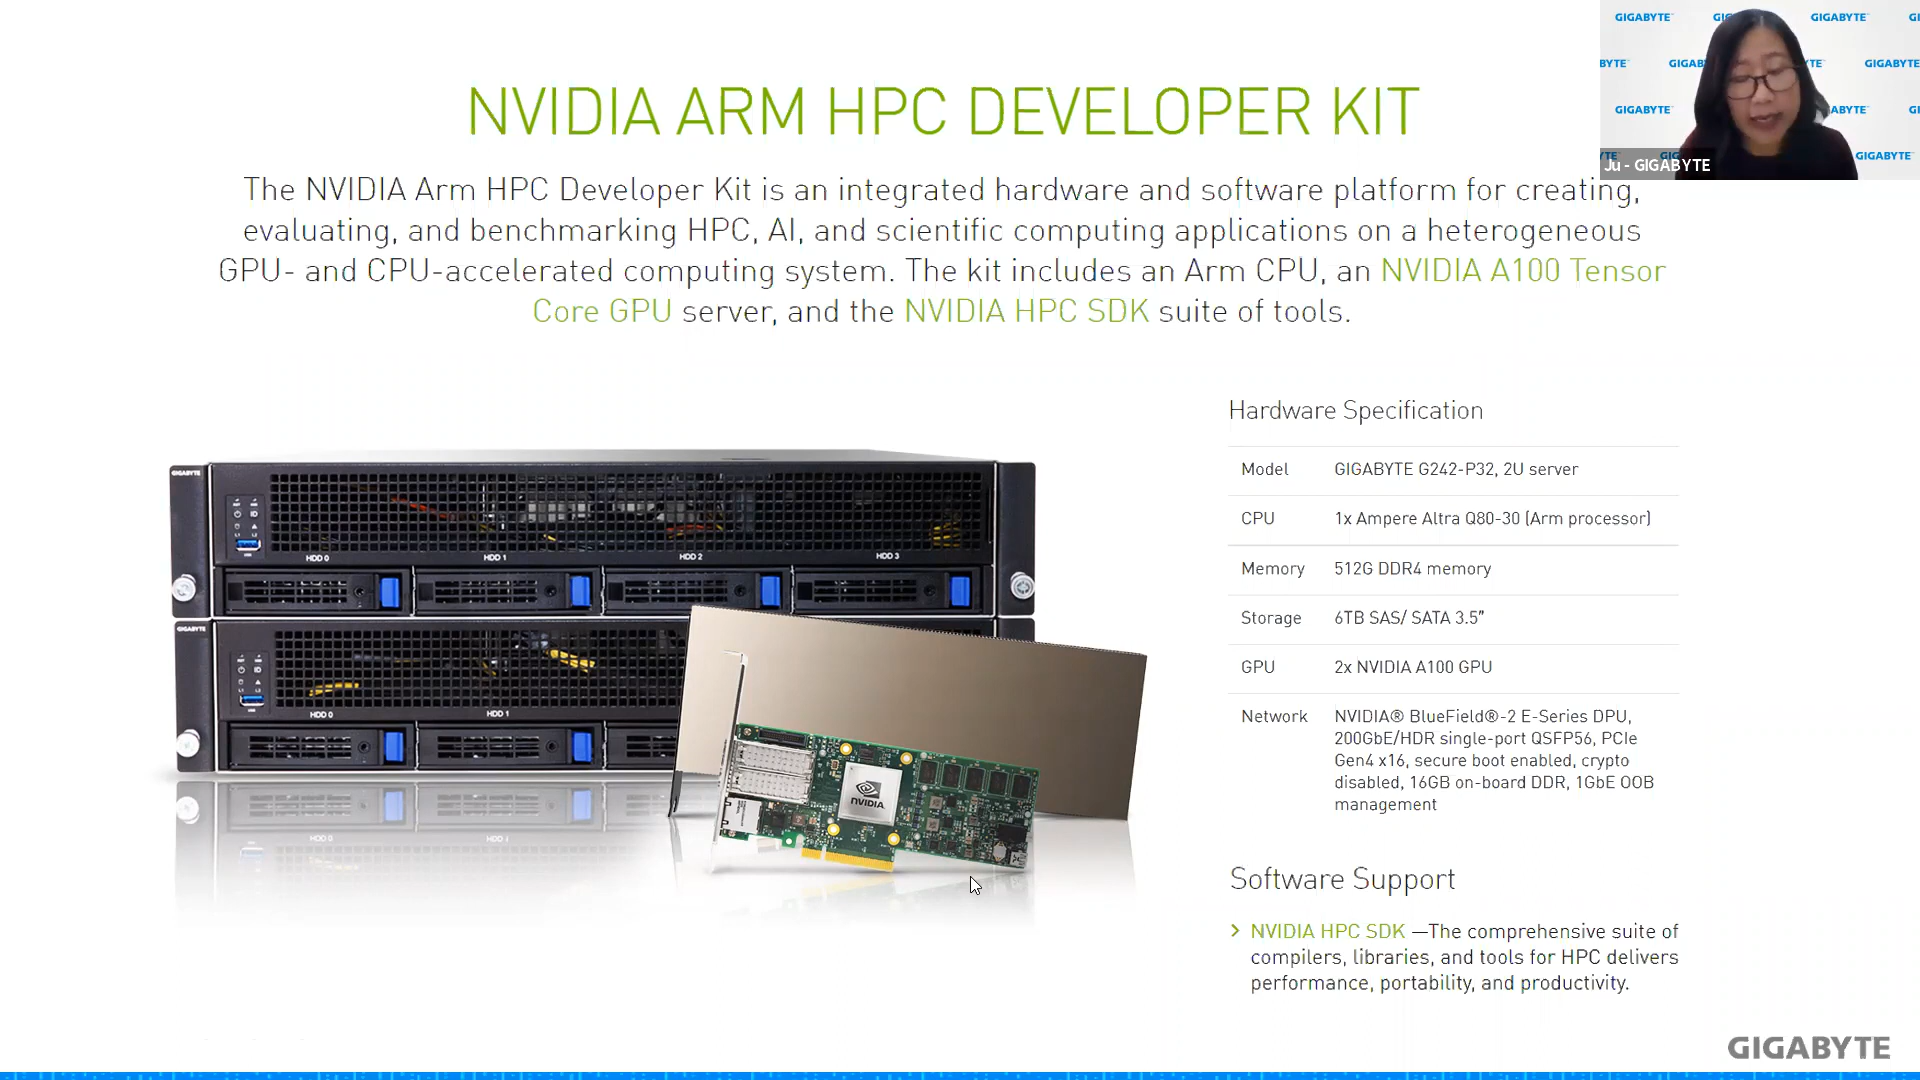 GIGABYTE GIGABYTE
BYTE GIGABYTE
GIGABYTE
GIGABYTE
Ju - GIGABYTE
NVIDIA ARM HPC DEVELOPER KIT
The NVIDIA Arm HPC Developer Kit is an integrated hardware and software platform for creating,
evaluating, and benchmarking HPC, AI, and scientific computing applications on a heterogeneous
GPU- and CPU-accelerated computing system. The kit includes an Arm CPU, an NVIDIA A100 Tensor
Core GPU server, and the NVIDIA HPC SDK suite of tools.
GIGABYTE
HDD 0 HDD 1 HDD 2 HDD 3
GIGABYTE
HDD 0 HDD 1
NVIDIA
Hardware Specification
Model GIGABYTE G242-P32, 2U server
CPU 1x Ampere Altra Q80-30 (Arm processor)
Memory 512G DDR4 memory
Storage 6TB SAS/ SATA 3.5″
GPU 2x NVIDIA A100 GPU
Network NVIDIA® BlueField®-2 E-Series DPU,
200GbE/HDR single-port QSFP56, PCIe
Gen4 x16, secure boot enabled, crypto
disabled, 16GB on-board DDR, 1GbE OOB
management
Software Support
NVIDIA HPC SDK —The comprehensive suite of
compilers, libraries, and tools for HPC delivers
performance, portability, and productivity.
GIGABYTE